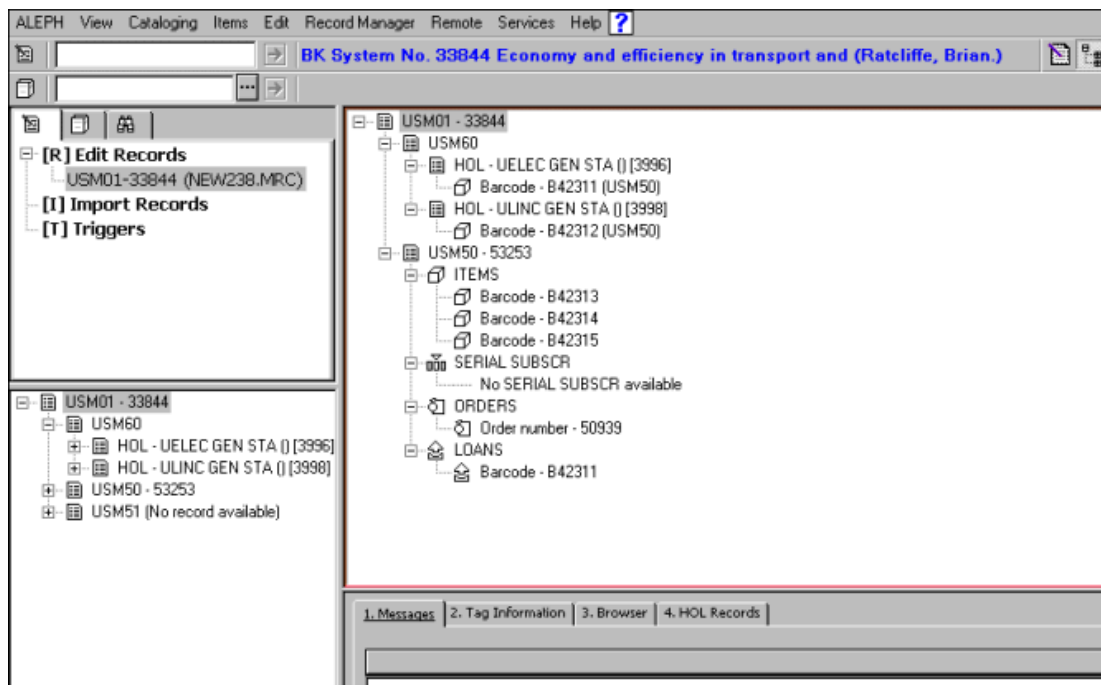 ALEPH View Cataloging Items Edit Record Manager Remote Services Help ?
BK System No. 33844 Economy and efficiency in transport and (Ratcliffe, Brian.)
...
[R] Edit Records
USM01-33844 (NEW238.MRC)
[I] Import Records
[T] Triggers
USM01 - 33844
USM60
HOL - UELEC GEN STA () [3996]
HOL - ULINC GEN STA () [3998]
USM50 - 53253
USM51 (No record available)
USM01 - 33844
USM60
HOL - UELEC GEN STA () [3996]
Barcode - B42311 (USM50)
HOL - ULINC GEN STA () [3998]
Barcode - B42312 (USM50)
USM50 - 53253
ITEMS
Barcode - B42313
Barcode - B42314
Barcode - B42315
SERIAL SUBSCR
No SERIAL SUBSCR available
ORDERS
Order number - 50939
LOANS
Barcode - B42311
1. Messages 2. Tag Information 3. Browser 4. HOL Records